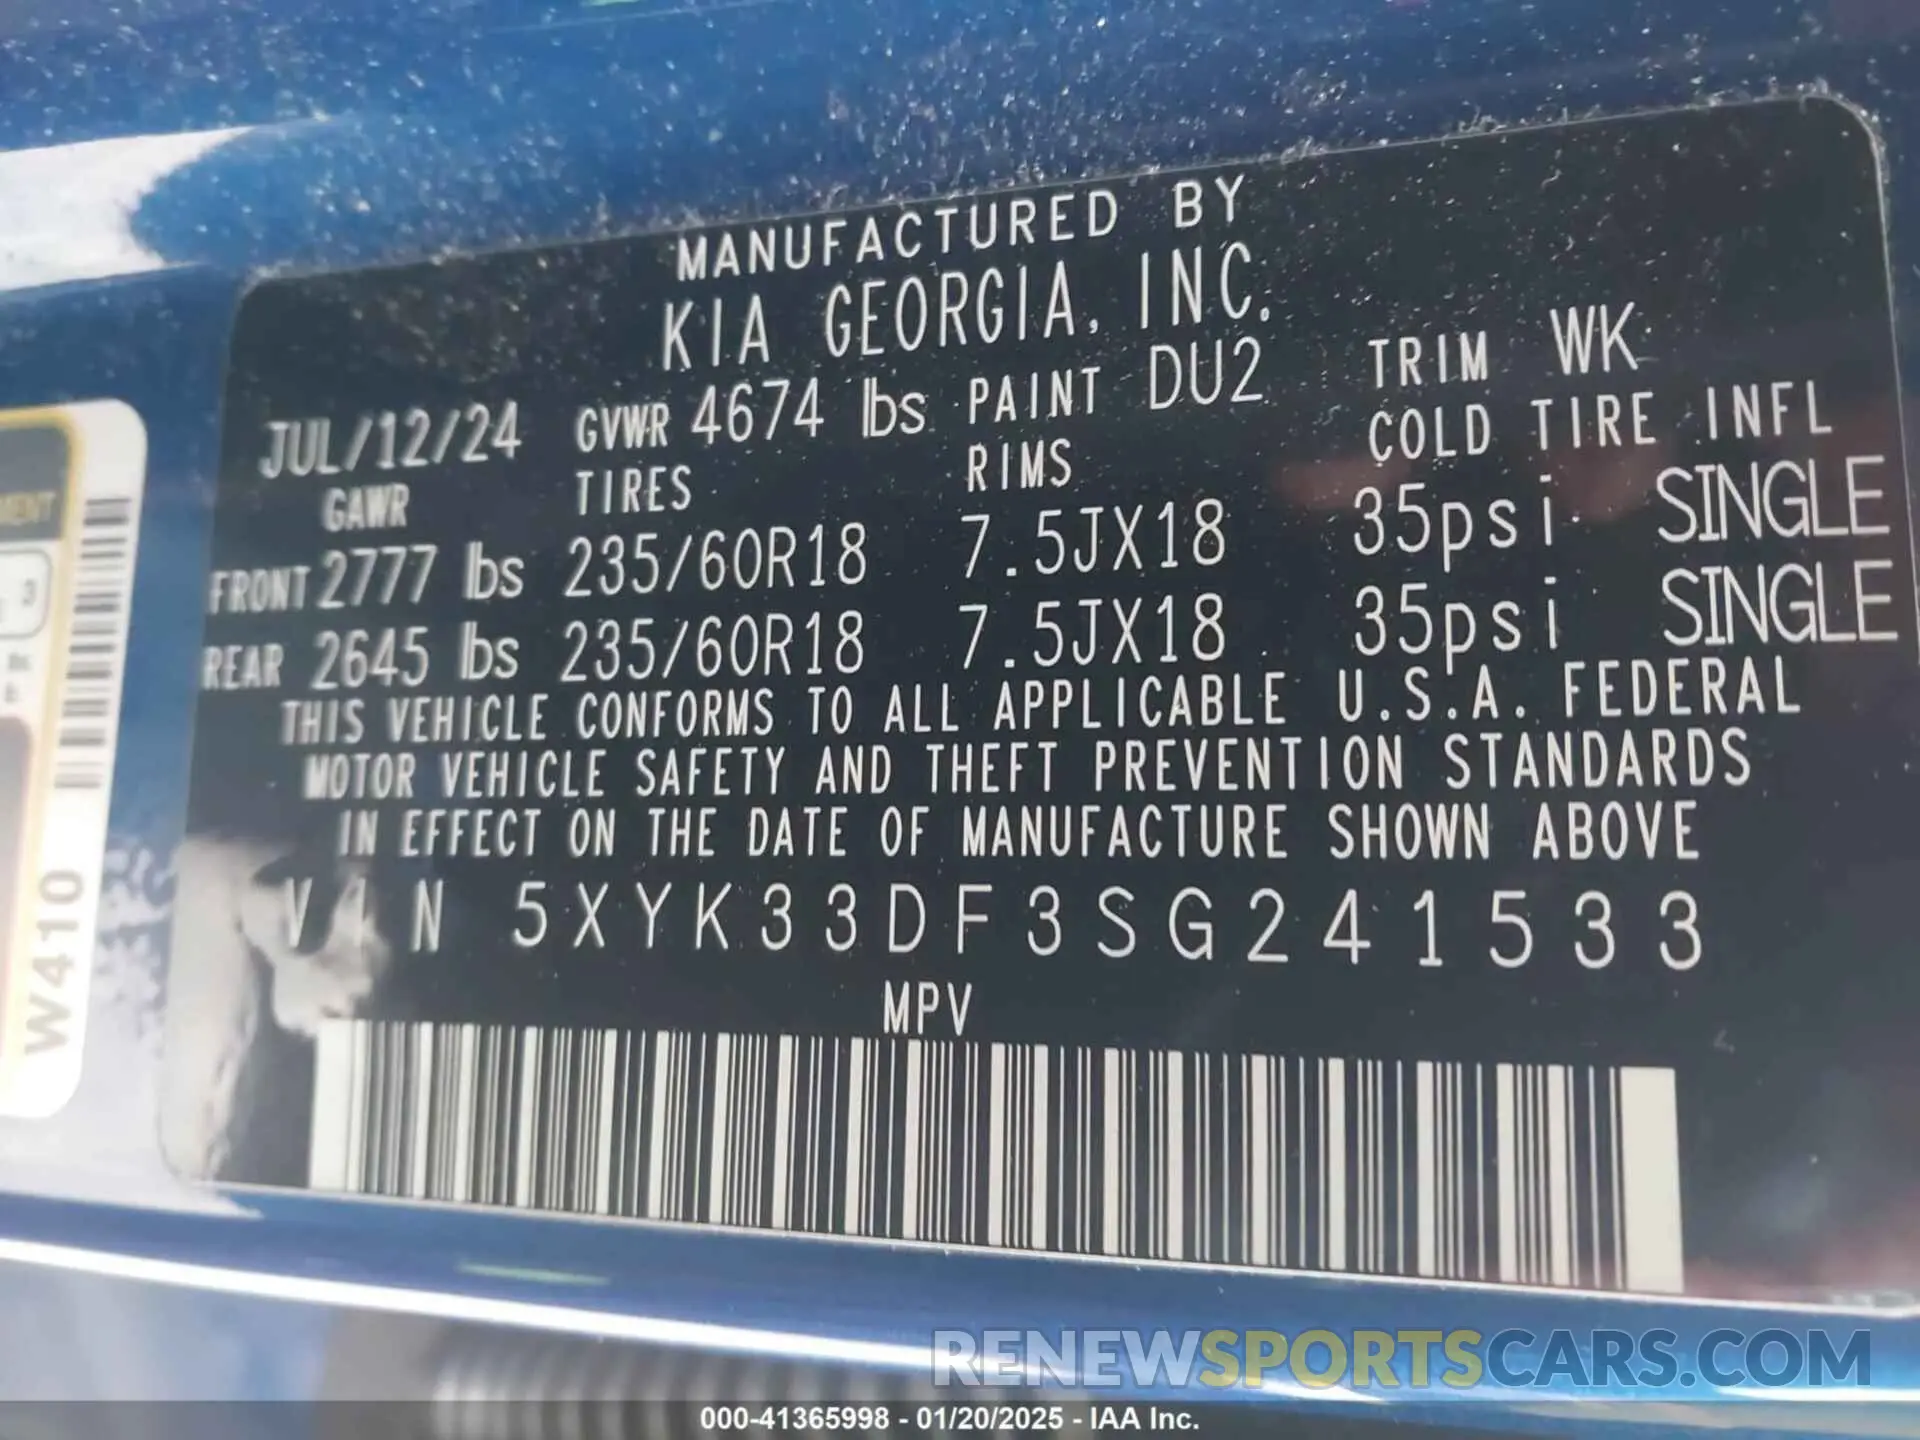 MANUFACTURED BY
KIA GEORGIA, INC.
JUL/12/24 GVWR 4674 lbs PAINT DU2 TRIM WK
GAWR TIRES RIMS COLD TIRE INFL
FRONT 2777 lbs 235/60R18 7.5JX18 35psi SINGLE
REAR 2645 lbs 235/60R18 7.5JX18 35psi SINGLE
THIS VEHICLE CONFORMS TO ALL APPLICABLE U.S.A. FEDERAL
MOTOR VEHICLE SAFETY AND THEFT PREVENTION STANDARDS
IN EFFECT ON THE DATE OF MANUFACTURE SHOWN ABOVE
VIN 5XYK33DF3SG241533
MPV
3
W410
RENEWSPORTSCARS.COM
000-41365998 - 01/20/2025 - IAA Inc.